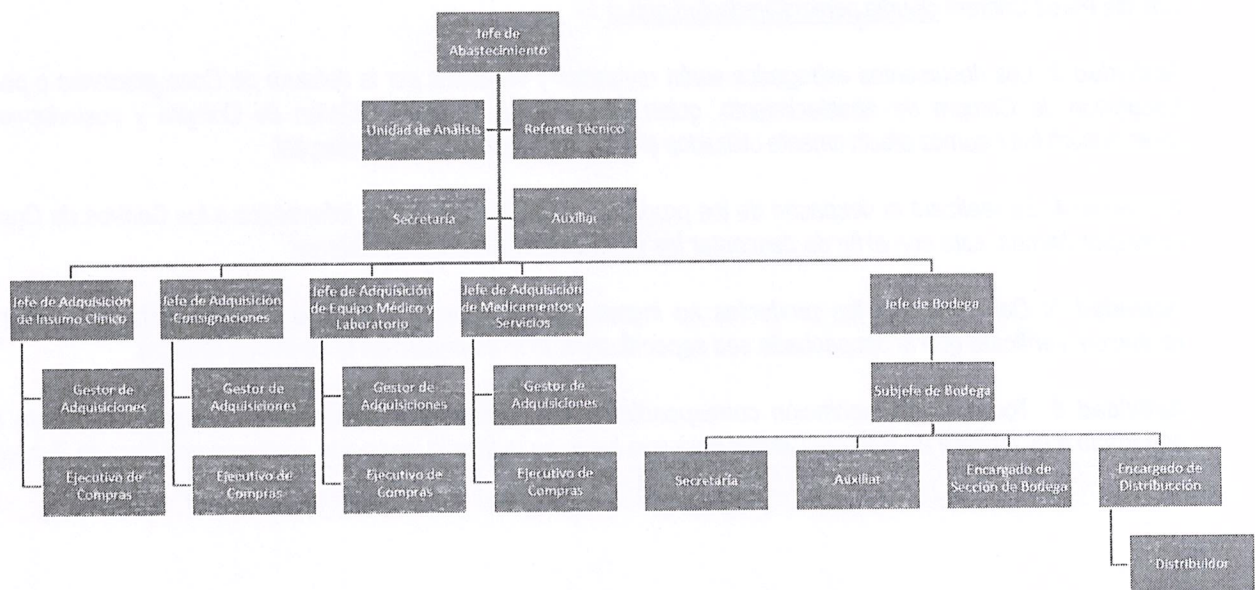 Jefe de
Abastecimiento
Unidad de Análisis
Refente Técnico
Secretaría
Auxiliar
Jefe de Adquisición
de Insumo Clínico
Jefe de Adquisición
Consignaciones
Jefe de Adquisición
de Equipo Médico y
Laboratorio
Jefe de Adquisición
de Medicamentos y
Servicios
Jefe de Bodega
Gestor de
Adquisiciones
Gestor de
Adquisiciones
Gestor de
Adquisiciones
Gestor de
Adquisiciones
Subjefe de Bodega
Ejecutivo de
Compras
Ejecutivo de
Compras
Ejecutivo de
Compras
Ejecutivo de
Compras
Secretaría
Auxiliar
Encargado de
Sección de Bodega
Encargado de
Distribución
Distribuidor